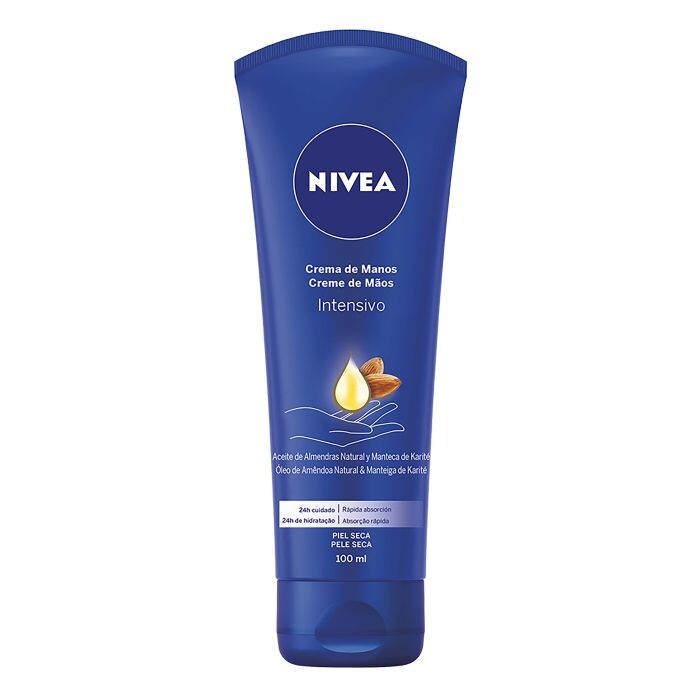 NIVEA
Crema de Manos
Creme de Mãos
Intensivo
Aceite de Almendras Natural y Manteca de Karité
Óleo de Amêndoa Natural & Manteiga de Karité
24h cuidado | Rápida absorción
24h de hidratação | Absorção rápida
PIEL SECA
PELE SECA
100 ml